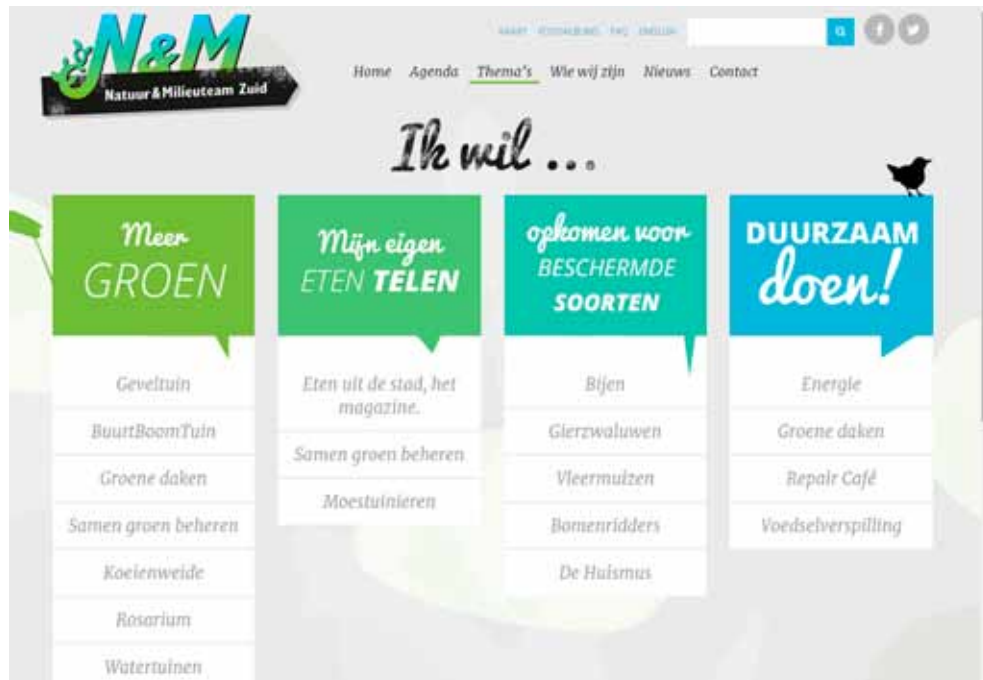 N&M
Natuur & Milieuteam Zuid
KAART FOTOALBUMS FAQ ENGLISH
Home Agenda Thema's Wie wij zijn Nieuws Contact
Ik wil ...
Meer
GROEN
Geveltuin
BuurtBoomTuin
Groene daken
Samen groen beheren
Koeienweide
Rosarium
Watertuinen
Mijn eigen
ETEN TELEN
Eten uit de stad, het
magazine.
Samen groen beheren
Moestuinieren
opkomen voor
BESCHERMDE
SOORTEN
Bijen
Gierzwaluwen
Vleermuizen
Bomenridders
De Huismus
DUURZAAM
doen!
Energie
Groene daken
Repair Café
Voedselverspilling